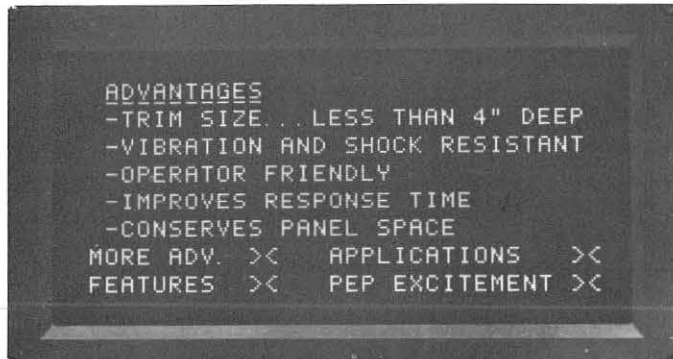 ADVANTAGES
-TRIM SIZE...LESS THAN 4" DEEP
-VIBRATION AND SHOCK RESISTANT
-OPERATOR FRIENDLY
-IMPROVES RESPONSE TIME
-CONSERVES PANEL SPACE
MORE ADV. >< APPLICATIONS ><
FEATURES >< PEP EXCITEMENT ><